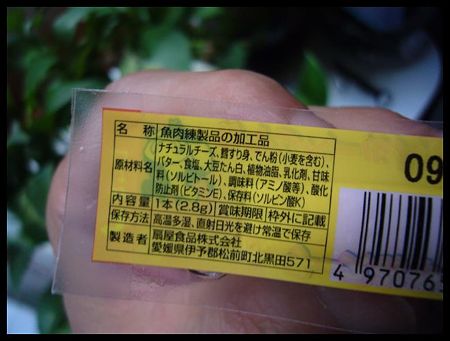 名　称 魚肉練製品の加工品
原材料名 ナチュラルチーズ、鱈すり身、でん粉(小麦を含む)、
バター、食塩、大豆たん白、植物油脂、乳化剤、甘味
料(ソルビトール)、調味料(アミノ酸等)、酸化
防止剤(ビタミンE)、保存料(ソルビン酸K)
内容量 1本(2.8g) 賞味期限 枠外に記載
保存方法 高温多湿、直射日光を避け常温で保存
製造者 扇屋食品株式会社
愛媛県伊予郡松前町北黒田571
09
4 97076